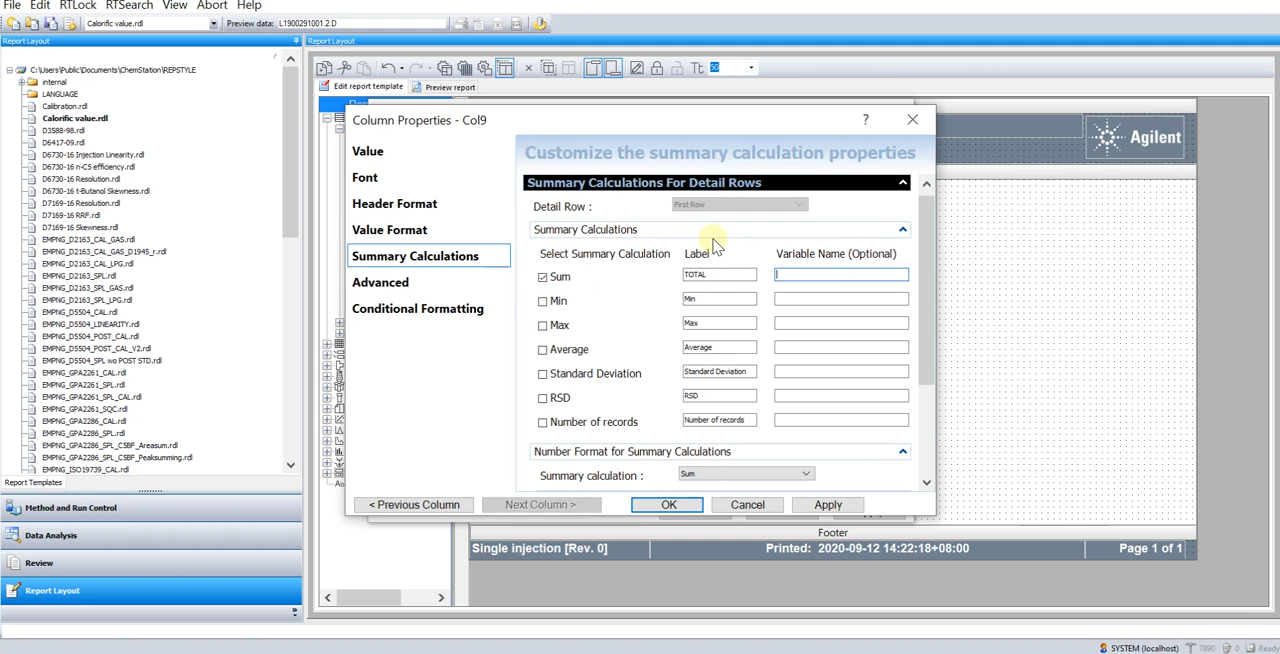 File Edit RTLock RTSearch View Abort Help
Calorific value.rdl Preview data: L1900291001.2.D
Report Layout
Report Layout
C:\Users\Public\Documents\ChemStation\REPSTYLE
internal
LANGUAGE
Calibration.rdl
Calorific value.rdl
D3588-98.rdl
D6417-09.rdl
D6730-16 Injection Linearity.rdl
D6730-16 n-C5 efficiency.rdl
D6730-16 Resolution.rdl
D6730-16 t-Butanol Skewness.rdl
D7169-16 Resolution.rdl
D7169-16 RRF.rdl
D7169-16 Skewness.rdl
EMPNG_D2163_CAL_GAS.rdl
EMPNG_D2163_CAL_GAS_D1945_r.rdl
EMPNG_D2163_CAL_LPG.rdl
EMPNG_D2163_SPL.rdl
EMPNG_D2163_SPL_GAS.rdl
EMPNG_D2163_SPL_LPG.rdl
EMPNG_D5504_CAL.rdl
EMPNG_D5504_LINEARITY.rdl
EMPNG_D5504_POST_CAL.rdl
EMPNG_D5504_POST_CAL_V2.rdl
EMPNG_D5504_SPL wo POST STD.rdl
EMPNG_GPA2261_CAL.rdl
EMPNG_GPA2261_SPL.rdl
EMPNG_GPA2261_SPL_CAL.rdl
EMPNG_GPA2261_SQC.rdl
EMPNG_GPA2286_CAL.rdl
EMPNG_GPA2286_SPL.rdl
EMPNG_GPA2286_SPL_C5BF_Areasum.rdl
EMPNG_GPA2286_SPL_C5BF_Peaksumming.rdl
EMPNG_ISO19739_CAL.rdl
Report Templates
Method and Run Control
Data Analysis
Review
Report Layout
Tt 50
Edit report template Preview report
Column Properties - Col9 ?
Value
Font
Header Format
Value Format
Summary Calculations
Advanced
Conditional Formatting
Customize the summary calculation properties
Summary Calculations For Detail Rows
Detail Row : First Row
Summary Calculations
Select Summary Calculation Label Variable Name (Optional)
Sum TOTAL
Min Min
Max Max
Average Average
Standard Deviation Standard Deviation
RSD RSD
Number of records Number of records
Number Format for Summary Calculations
Summary calculation : Sum
< Previous Column Next Column > OK Cancel Apply
Agilent
Footer
Single injection [Rev. 0] Printed: 2020-09-12 14:22:18+08:00 Page 1 of 1
SYSTEM (localhost) 7890 0 Ready